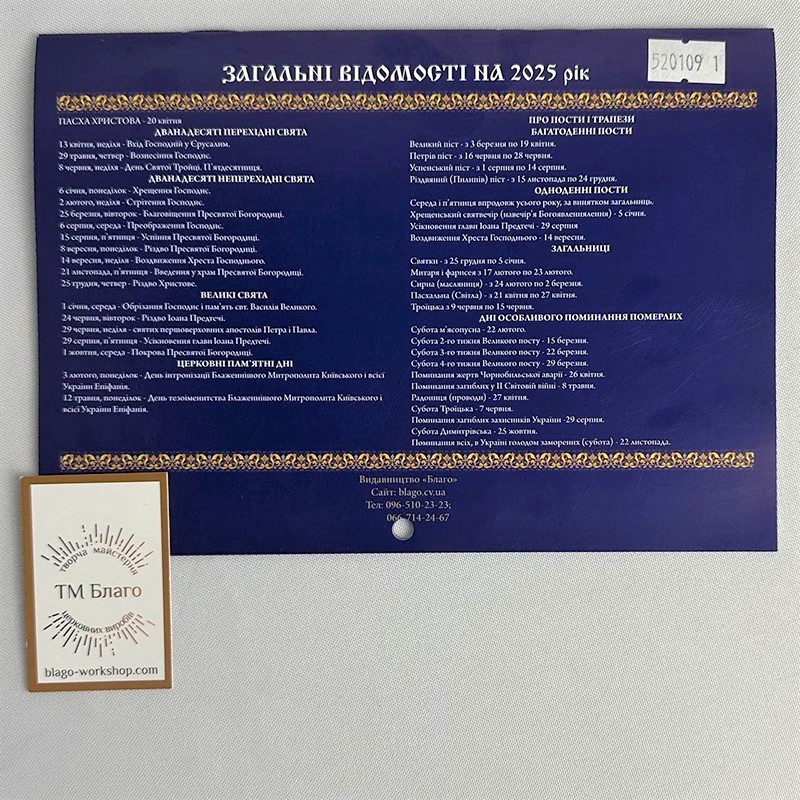 ЗАГАЛЬНІ ВІДОМОСТІ НА 2025 рік
520109 1
ПАСХА ХРИСТОВА - 20 квітня
ДВАНАДЕСЯТІ ПЕРЕХІДНІ СВЯТА
13 квітня, неділя - Вхід Господній у Єрусалим.
29 травня, четвер - Вознесіння Господнє.
8 червня, неділя - День Святої Тройці. П'ятдесятниця.
ДВАНАДЕСЯТІ НЕПЕРЕХІДНІ СВЯТА
6 січня, понеділок - Хрещення Господнє.
2 лютого, неділя - Стрітення Господнє.
25 березня, вівторок - Благовіщення Пресвятої Богородиці.
6 серпня, середа - Преображення Господнє.
15 серпня, п'ятниця - Успіння Пресвятої Богородиці.
8 вересня, понеділок - Різдво Пресвятої Богородиці.
14 вересня, неділя - Воздвиження Хреста Господнього.
21 листопада, п'ятниця - Введення у храм Пресвятої Богородиці.
25 грудня, четвер - Різдво Христове.
ВЕЛИКІ СВЯТА
1 січня, середа - Обрізання Господнє і пам'ять свт. Василія Великого.
24 червня, вівторок - Різдво Іоана Предтечі.
29 червня, неділя - святих первоверховних апостолів Петра і Павла.
29 серпня, п'ятниця - Усікновення глави Іоана Предтечі.
1 жовтня, середа - Покрова Пресвятої Богородиці.
ЦЕРКОВНІ ПАМ'ЯТНІ ДНІ
3 лютого, понеділок - День інтронізації Блаженнішого Митрополита Київського і всієї
України Епіфанія.
12 травня, понеділок - День тезоіменитства Блаженнішого Митрополита Київського і
всієї України Епіфанія.
ПРО ПОСТИ І ТРАПЕЗИ
БАГАТОДЕННІ ПОСТИ
Великий піст - з 3 березня по 19 квітня.
Петрів піст - з 16 червня по 28 червня.
Успенський піст - з 1 серпня по 14 серпня.
Різдвяний (Пилипів) піст - з 15 листопада по 24 грудня.
ОДНОДЕННІ ПОСТИ
Середа і п'ятниця впродовж усього року, за винятком загальниць.
Хрещенський святвечір (навечір'я Богоявленнялення) - 5 січня.
Усікновення глави Іоана Предтечі - 29 серпня
Воздвиження Хреста Господнього - 14 вересня.
ЗАГАЛЬНИЦІ
Святки - з 25 грудня по 5 січня.
Митаря і фарисея з 17 лютого по 23 лютого.
Сирна (масляниця) - з 24 лютого по 2 березня.
Пасхальна (Світла) - з 21 квітня по 27 квітня.
Троїцька з 9 червня по 15 червня.
ДНІ ОСОБЛИВОГО ПОМИНАННЯ ПОМЕРЛИХ
Субота м'ясопусна - 22 лютого.
Субота 2-го тижня Великого посту - 15 березня.
Субота 3-го тижня Великого посту - 22 березня.
Субота 4-го тижня Великого посту - 29 березня.
Поминання жертв Чорнобильської аварії - 26 квітня.
Поминання загиблих у ІІ Світовій війні - 8 травня.
Радониця (проводи) - 27 квітня.
Субота Троїцька - 7 червня.
Поминання загиблих захисників України -29 серпня.
Субота Димитрівська - 25 жовтня.
Поминання всіх, в Україні голодом заморених (субота) - 22 листопада.
Видавництво «Благо»
Сайт: blago.cv.ua
Тел: 096-510-23-23;
066-714-24-67
творча майстерня
ТМ Благо
церковних виробів
blago-workshop.com